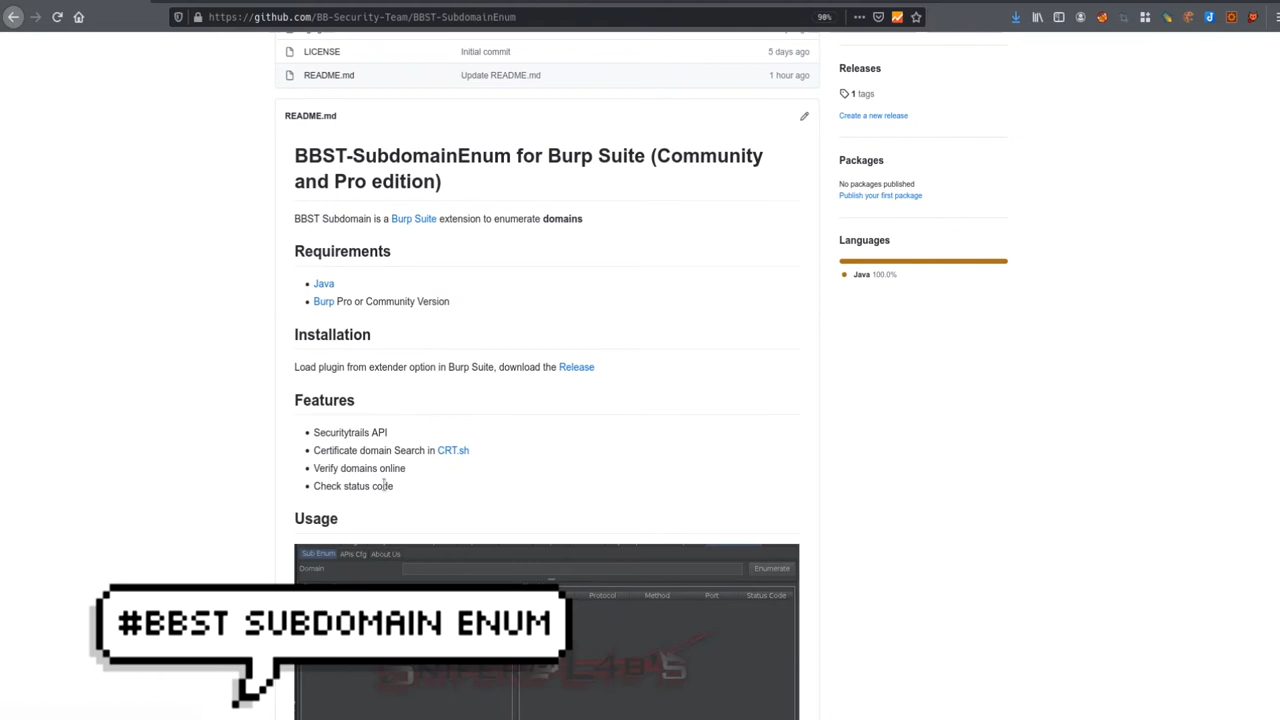 https://github.com/BB-Security-Team/BBST-SubdomainEnum
90%
LICENSE
Initial commit
5 days ago
README.md
Update README.md
1 hour ago
README.md
BBST-SubdomainEnum for Burp Suite (Community
and Pro edition)
BBST Subdomain is a Burp Suite extension to enumerate domains
Requirements
Java
Burp Pro or Community Version
Installation
Load plugin from extender option in Burp Suite, download the Release
Features
Securitytrails API
Certificate domain Search in CRT.sh
Verify domains online
Check status code
Usage
Sub Enum APIs Cfg About Us
Domain
Enumerate
Protocol
Method
Port
Status Code
#BBST SUBDOMAIN ENUM
Releases
1 tags
Create a new release
Packages
No packages published
Publish your first package
Languages
Java 100.0%